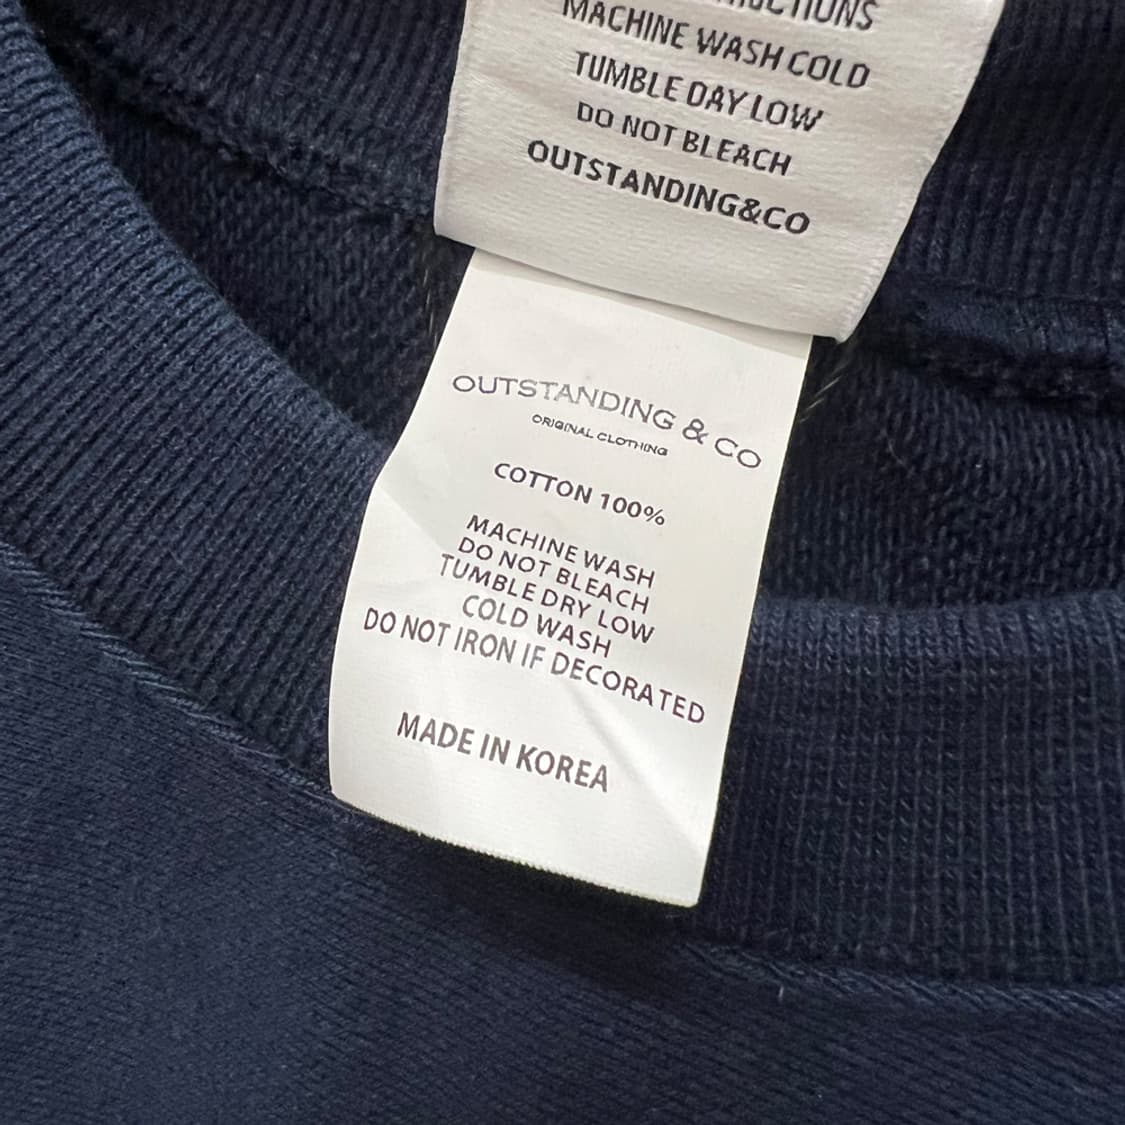 MACHINE WASH COLD
TUMBLE DAY LOW
DO NOT BLEACH
OUTSTANDING&CO
OUTSTANDING & CO
ORIGINAL CLOTHING
COTTON 100%
MACHINE WASH
DO NOT BLEACH
TUMBLE DRY LOW
COLD WASH
DO NOT IRON IF DECORATED
MADE IN KOREA